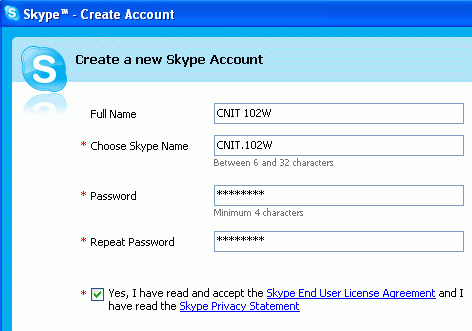 Skype™ - Create Account
S
Create a new Skype Account
Full Name CNIT 102W
* Choose Skype Name CNIT.102W
Between 6 and 32 characters
* Password ********
Minimum 4 characters
* Repeat Password ********
* Yes, I have read and accept the Skype End User License Agreement and I
have read the Skype Privacy Statement